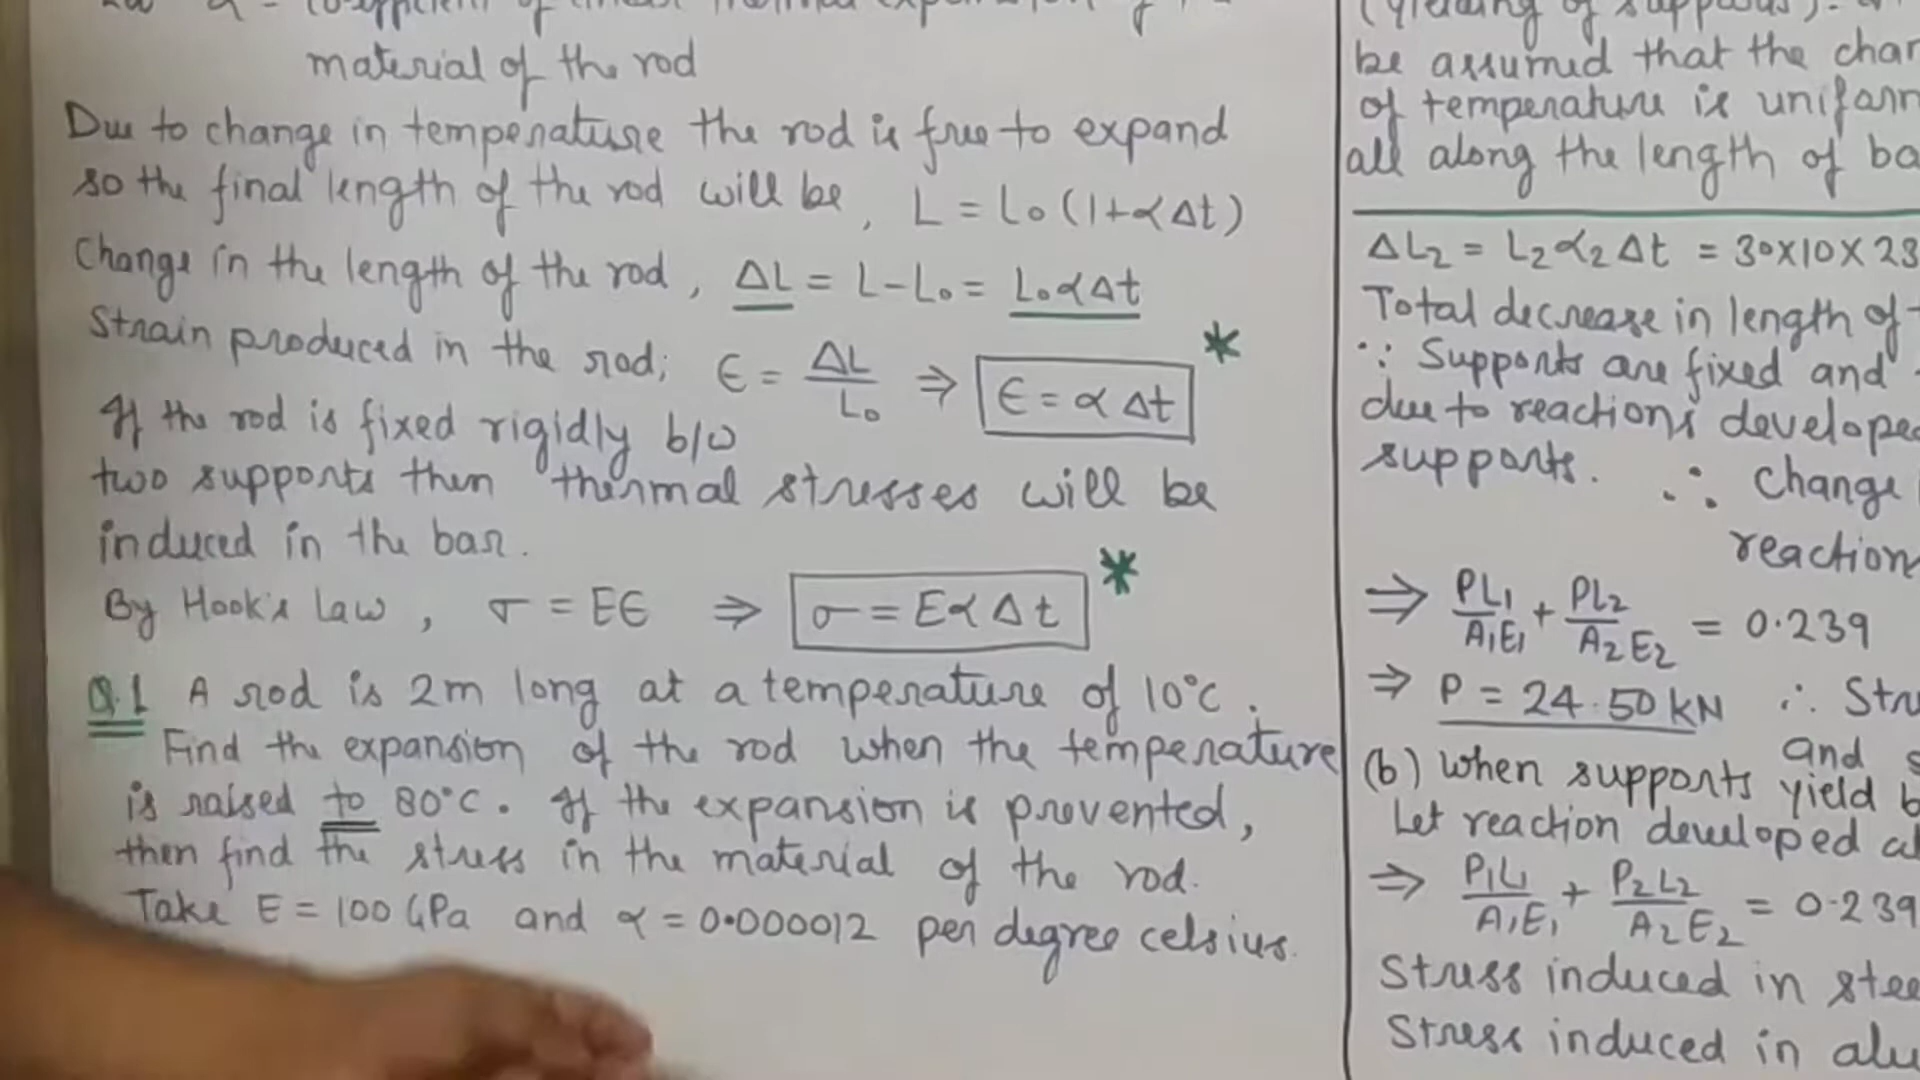 material of the rod
Due to change in temperature the rod is free to expand
so the final length of the rod will be, L = L₀(1+αΔt)
Change in the length of the rod, ΔL = L-L₀ = L₀αΔt
Strain produced in the rod; ϵ = ΔL/L₀ ⇒ ϵ = αΔt *
If the rod is fixed rigidly b/w
two supports then thermal stresses will be
induced in the bar.
By Hook's Law, σ = Eϵ ⇒ σ = EαΔt *
Q.1 A rod is 2m long at a temperature of 10°C.
Find the expansion of the rod when the temperature
is raised to 80°C. If the expansion is prevented,
then find the stress in the material of the rod.
Take E = 100 GPa and α = 0.000012 per degree celsius.
be assumed that the
of temperature is
all along the length of
ΔL₂ = L₂α₂Δt = 30×10×23
Total decrease in length of
∵ Supports are fixed and
due to reactions
supports. ∴ Change
reaction
⇒ PL₁/A₁E₁ + PL₂/A₂E₂ = 0.239
⇒ P = 24.50 kN ∴
and
(b) When supports yield
Let reaction developed
⇒ P₁L₁/A₁E₁ + P₂L₂/A₂E₂ = 0.239
Stress induced in
Stress induced in